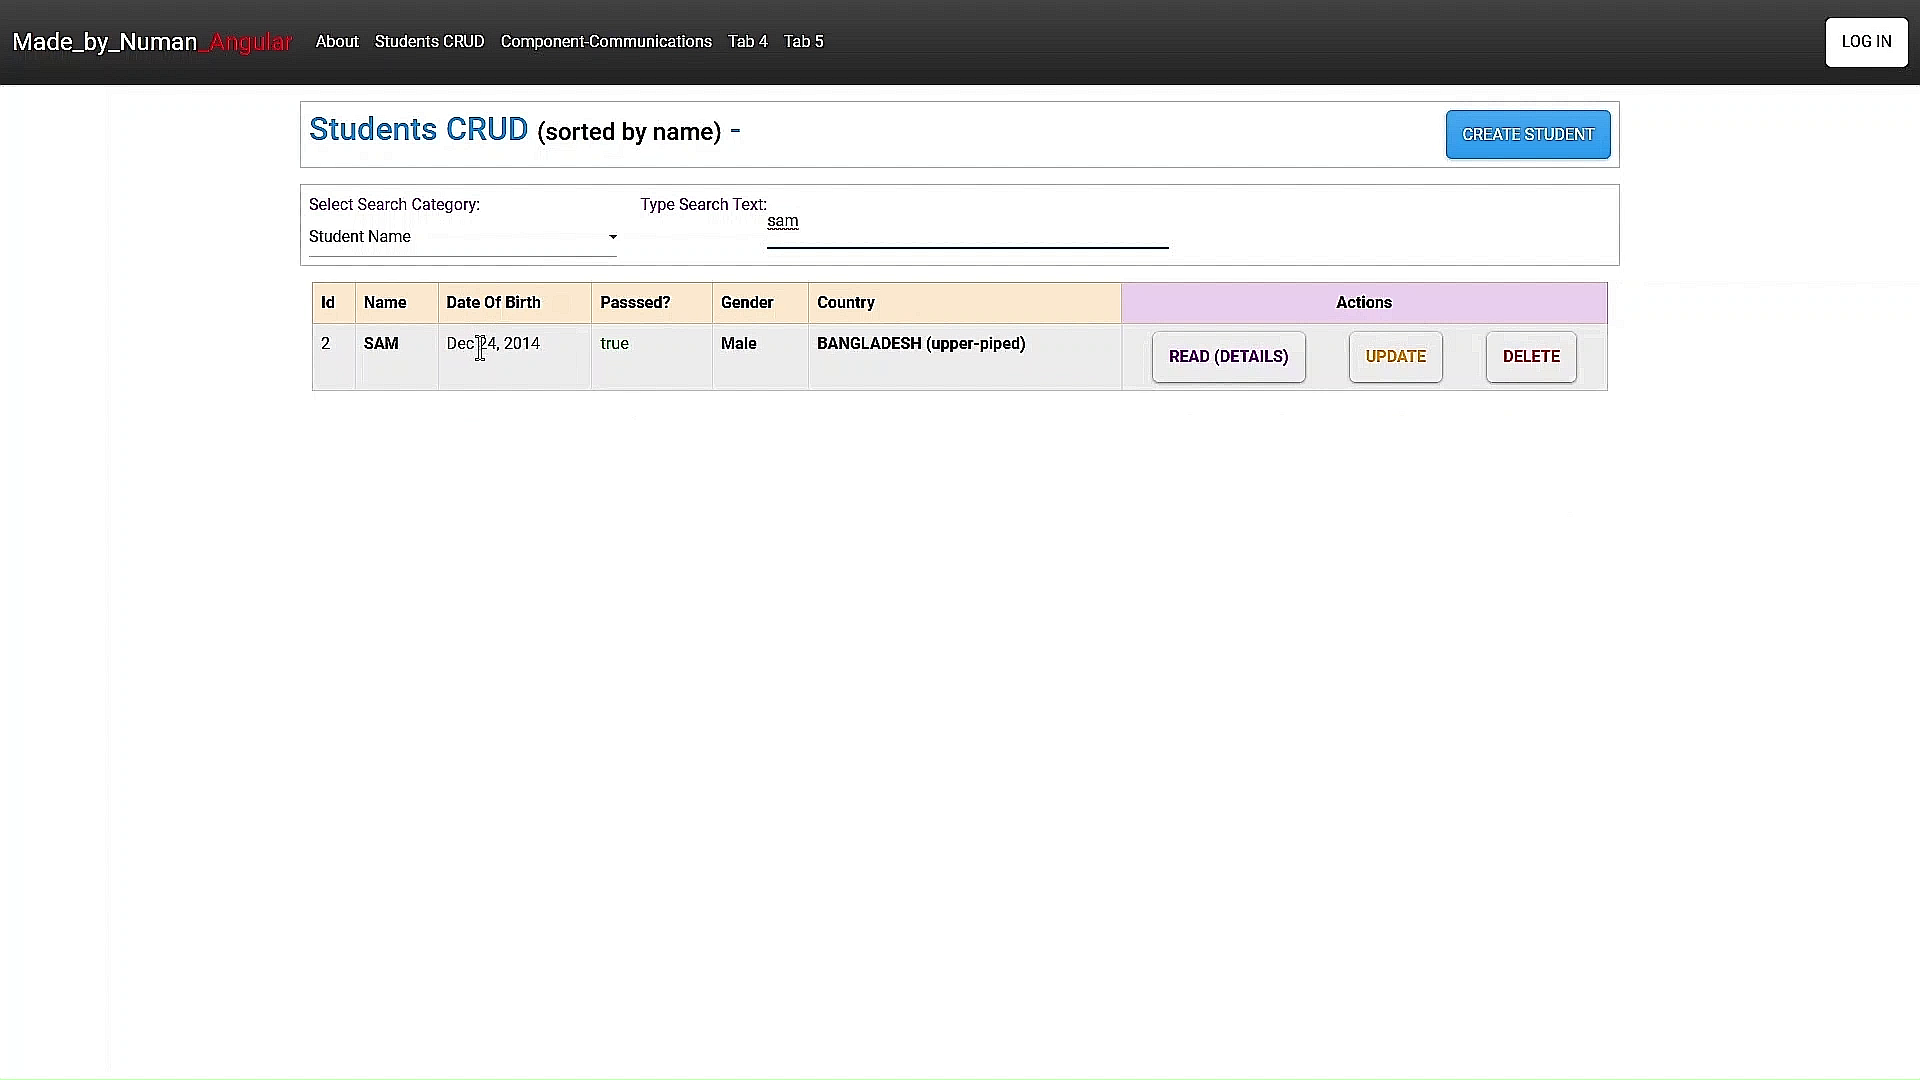 Made_by_Numan_Angular About Students CRUD Component-Communications Tab 4 Tab 5 LOG IN
Students CRUD (sorted by name) - CREATE STUDENT
Select Search Category: Type Search Text:
sam
Student Name
Id Name Date Of Birth Passsed? Gender Country Actions
2 SAM Dec 24, 2014 true Male BANGLADESH (upper-piped) READ (DETAILS) UPDATE DELETE